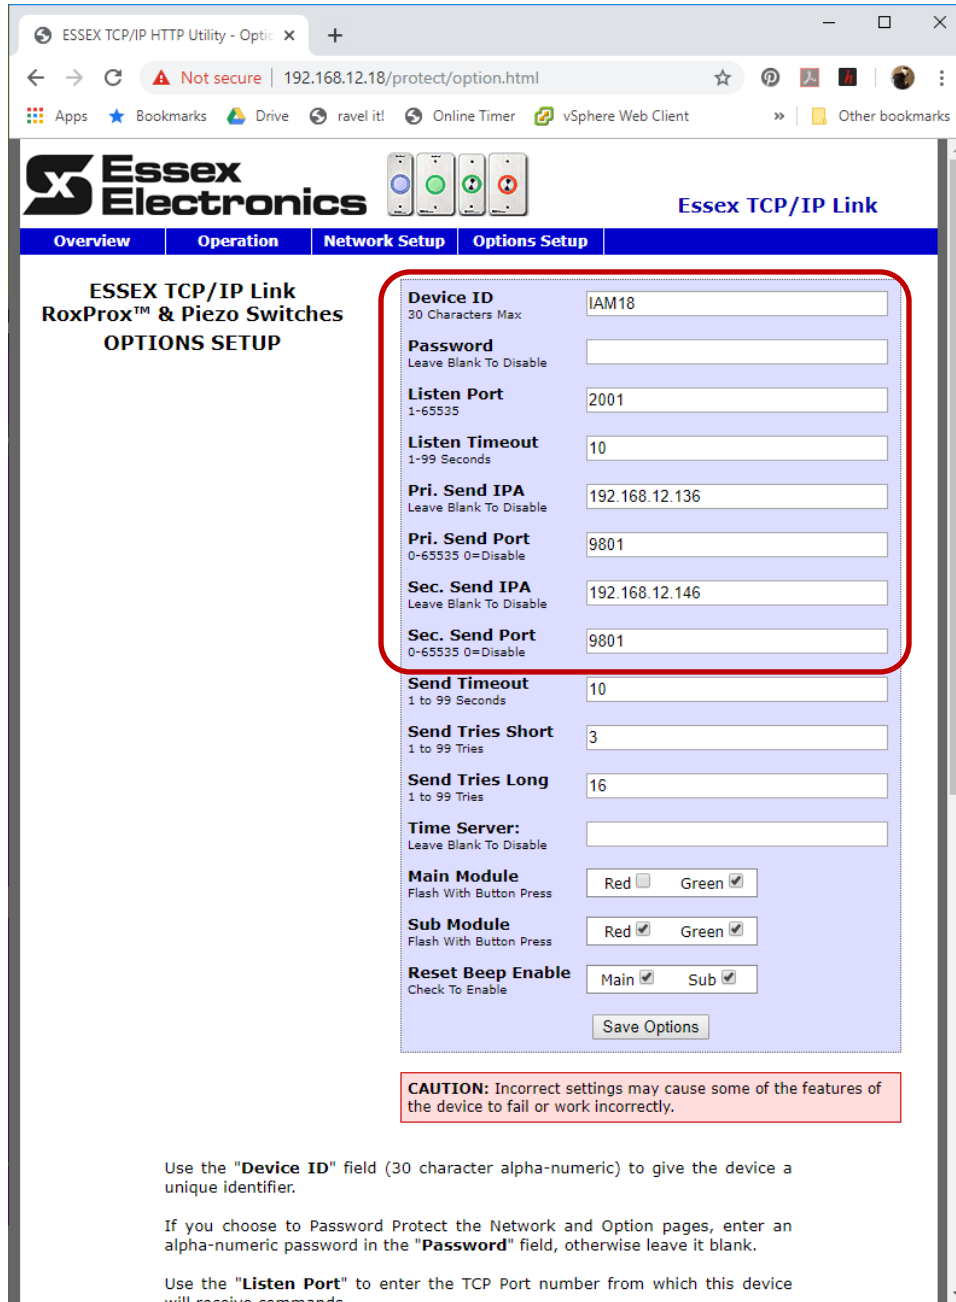 ESSEX TCP/IP HTTP Utility - Optic
Not secure | 192.168.12.18/protect/option.html
Apps Bookmarks Drive ravel it! Online Timer vSphere Web Client » Other bookmarks
Essex
Electronics
Essex TCP/IP Link
Overview Operation Network Setup Options Setup
ESSEX TCP/IP Link
RoxProx™ & Piezo Switches
OPTIONS SETUP
Device ID
30 Characters Max
IAM18
Password
Leave Blank To Disable
Listen Port
1-65535
2001
Listen Timeout
1-99 Seconds
10
Pri. Send IPA
Leave Blank To Disable
192.168.12.136
Pri. Send Port
0-65535 0=Disable
9801
Sec. Send IPA
Leave Blank To Disable
192.168.12.146
Sec. Send Port
0-65535 0=Disable
9801
Send Timeout
1 to 99 Seconds
10
Send Tries Short
1 to 99 Tries
3
Send Tries Long
1 to 99 Tries
16
Time Server:
Leave Blank To Disable
Main Module
Flash With Button Press
Red Green
Sub Module
Flash With Button Press
Red Green
Reset Beep Enable
Check To Enable
Main Sub
Save Options
CAUTION: Incorrect settings may cause some of the features of
the device to fail or work incorrectly.
Use the "Device ID" field (30 character alpha-numeric) to give the device a
unique identifier.
If you choose to Password Protect the Network and Option pages, enter an
alpha-numeric password in the "Password" field, otherwise leave it blank.
Use the "Listen Port" to enter the TCP Port number from which this device
will receive commands